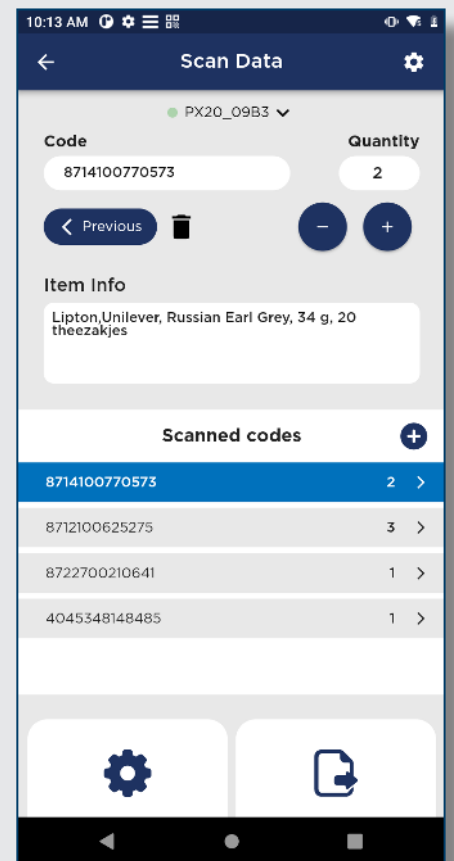 10:13 AM
Scan Data
PX20_09B3
Code
Quantity
8714100770573
2
Previous
−
+
Item Info
Lipton,Unilever, Russian Earl Grey, 34 g, 20
theezakjes
Scanned codes
8714100770573 2
8712100625275 3
8722700210641 1
4045348148485 1